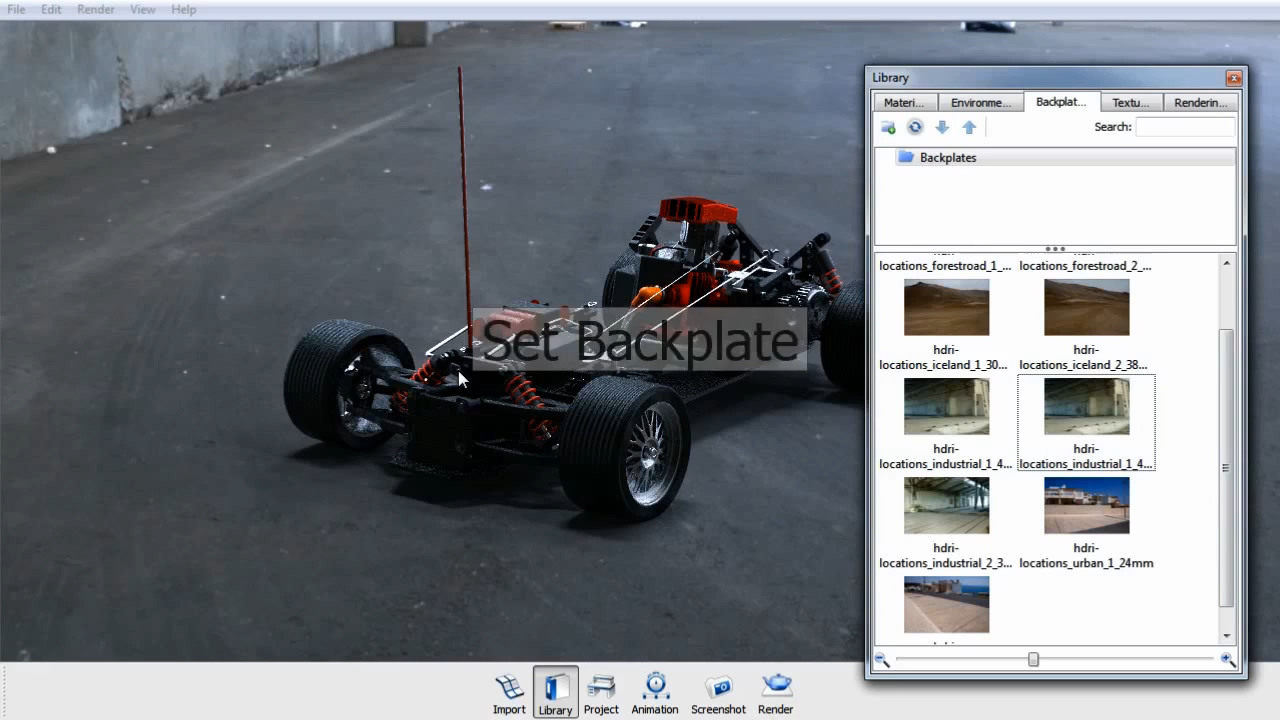 File Edit Render View Help
Library
Materi... Environme... Backplat... Textu... Renderin...
Search:
Backplates
locations_forestroad_1_... locations_forestroad_2_...
hdri-
locations_iceland_1_30...
hdri-
locations_iceland_2_38...
Set Backplate
hdri-
locations_industrial_1_4...
hdri-
locations_industrial_1_4...
hdri-
locations_industrial_2_3...
hdri-
locations_urban_1_24mm
Import Library Project Animation Screenshot Render